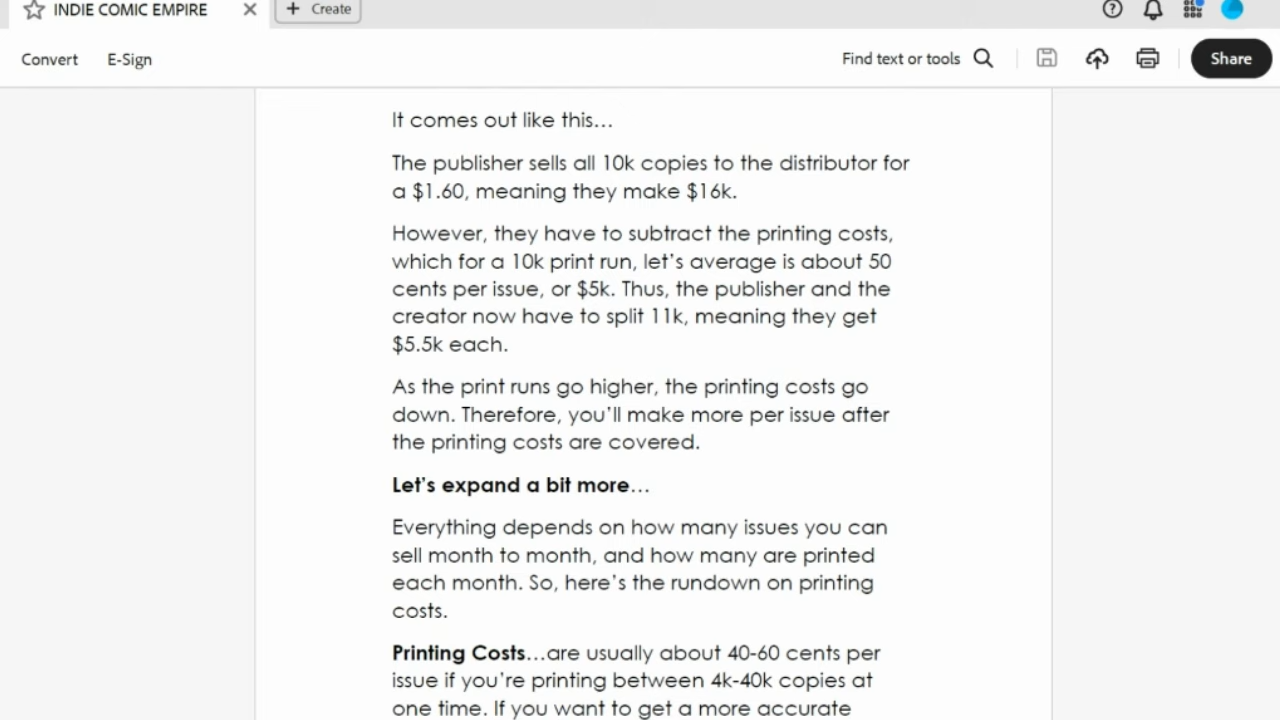 INDIE COMIC EMPIRE
Create
Convert
E-Sign
Find text or tools
Share
It comes out like this…
The publisher sells all 10k copies to the distributor for
a $1.60, meaning they make $16k.
However, they have to subtract the printing costs,
which for a 10k print run, let's average is about 50
cents per issue, or $5k. Thus, the publisher and the
creator now have to split 11k, meaning they get
$5.5k each.
As the print runs go higher, the printing costs go
down. Therefore, you'll make more per issue after
the printing costs are covered.
Let's expand a bit more…
Everything depends on how many issues you can
sell month to month, and how many are printed
each month. So, here's the rundown on printing
costs.
Printing Costs…are usually about 40-60 cents per
issue if you're printing between 4k-40k copies at
one time. If you want to get a more accurate